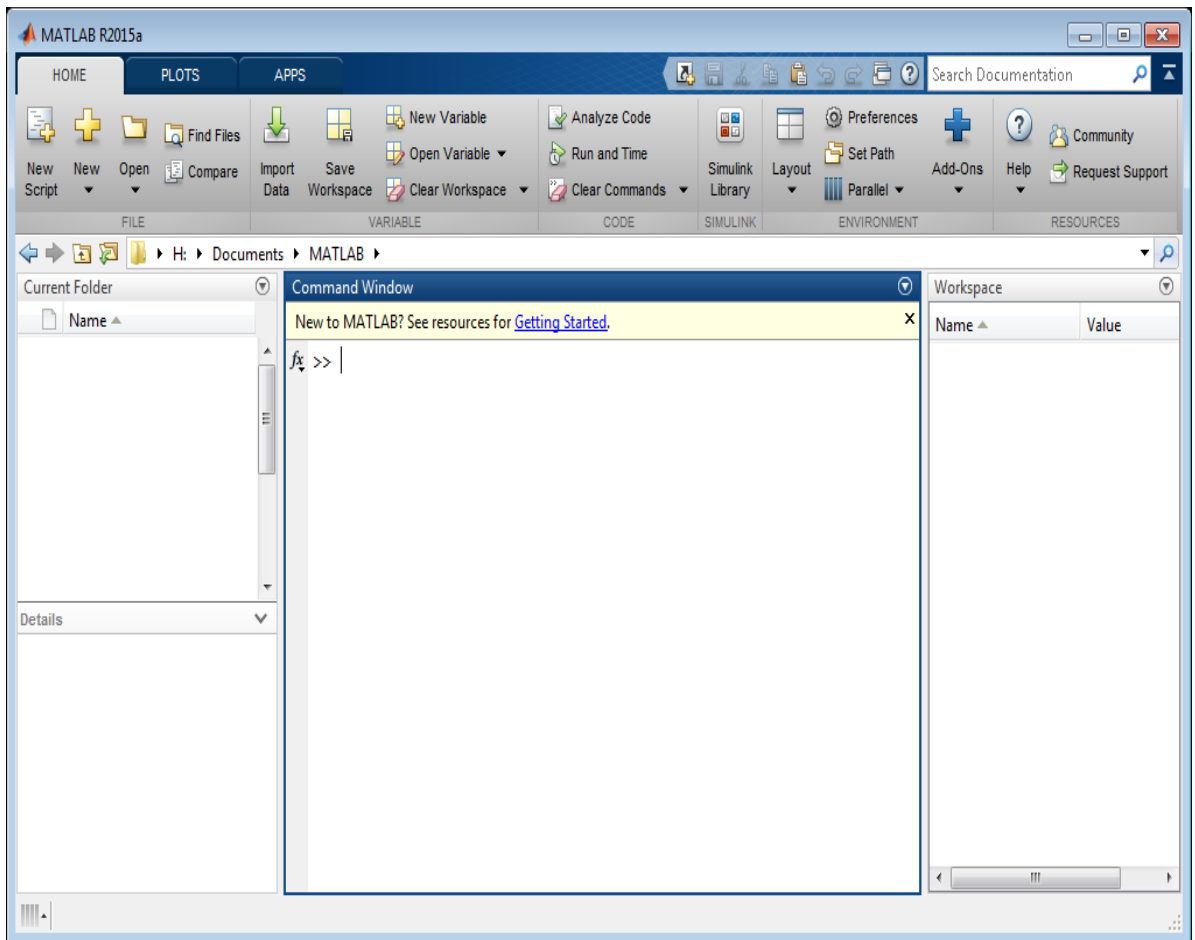 MATLAB R2015a
HOME PLOTS APPS Search Documentation
New Script
New
Open
Find Files
Compare
FILE
Import Data
Save Workspace
New Variable
Open Variable
Clear Workspace
VARIABLE
Analyze Code
Run and Time
Clear Commands
CODE
Simulink Library
SIMULINK
Layout
Preferences
Set Path
Parallel
ENVIRONMENT
Add-Ons
Help
Community
Request Support
RESOURCES
H: Documents MATLAB
Current Folder
Name
Details
Command Window
New to MATLAB? See resources for Getting Started.
fx >>
Workspace
Name Value